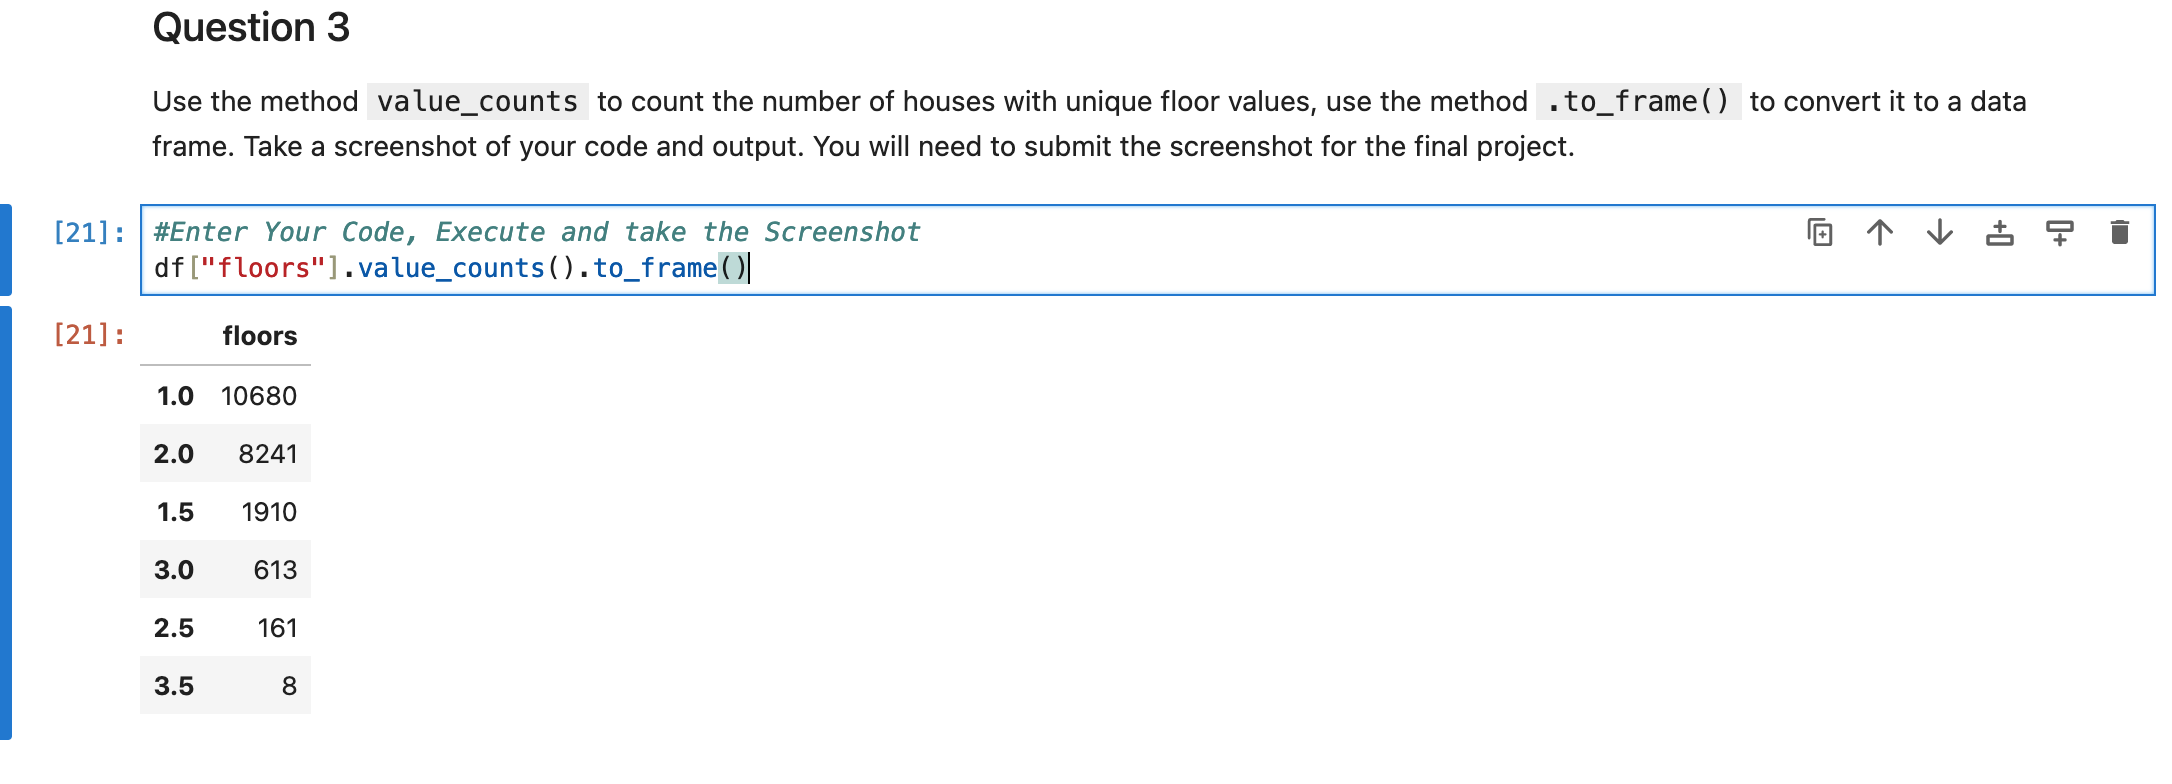 Question 3
Use the method value_counts to count the number of houses with unique floor values, use the method .to_frame() to convert it to a data
frame. Take a screenshot of your code and output. You will need to submit the screenshot for the final project.
[21]: #Enter Your Code, Execute and take the Screenshot
df["floors"].value_counts().to_frame()
[21]: floors
1.0 10680
2.0 8241
1.5 1910
3.0 613
2.5 161
3.5 8